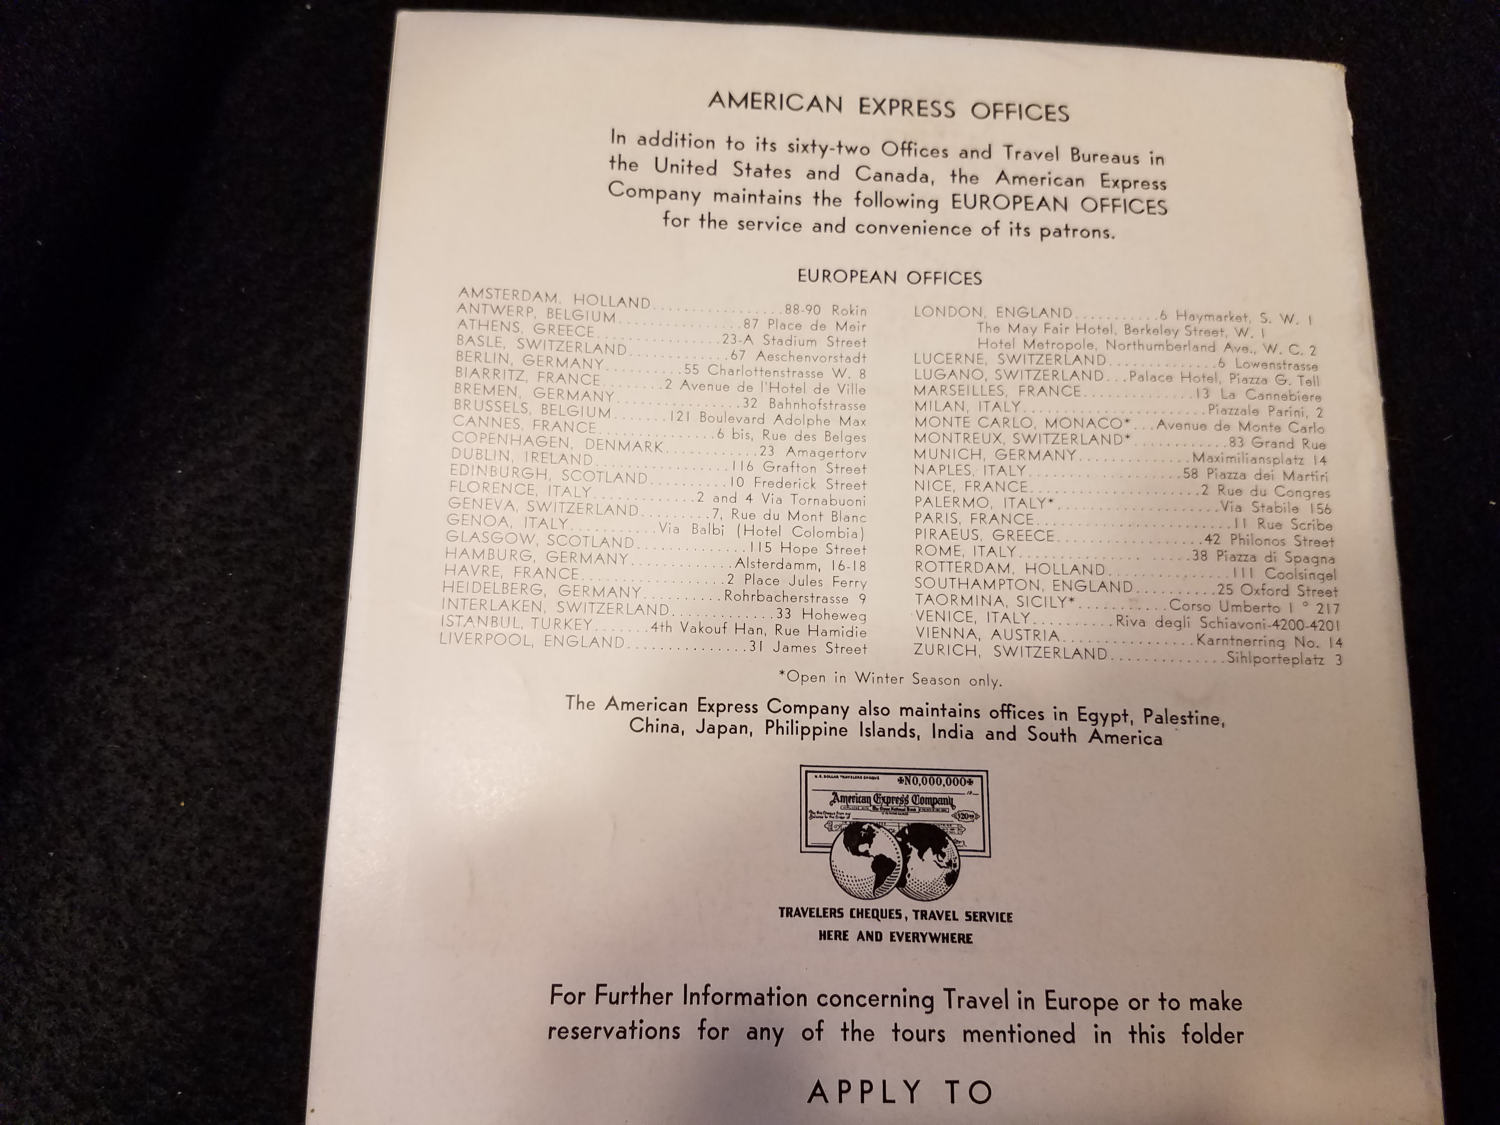 AMERICAN EXPRESS OFFICES
In addition to its sixty-two Offices and Travel Bureaus in
the United States and Canada, the American Express
Company maintains the following EUROPEAN OFFICES
for the service and convenience of its patrons.
EUROPEAN OFFICES
AMSTERDAM, HOLLAND................88-90 Rokin
ANTWERP, BELGIUM...............87 Place de Meir
ATHENS, GREECE...............23-A Stadium Street
BASLE, SWITZERLAND............67 Aeschenvorstadt
BERLIN, GERMANY.........55 Charlottenstrasse W. 8
BIARRITZ, FRANCE........2 Avenue de l'Hotel de Ville
BREMEN, GERMANY...............32 Bahnhofstrasse
BRUSSELS, BELGIUM.......121 Boulevard Adolphe Max
CANNES, FRANCE.............6 bis, Rue des Belges
COPENHAGEN, DENMARK...........23 Amagertorv
DUBLIN, IRELAND...............116 Grafton Street
EDINBURGH, SCOTLAND.........10 Frederick Street
FLORENCE, ITALY.............2 and 4 Via Tornabuoni
GENEVA, SWITZERLAND........7, Rue du Mont Blanc
GENOA, ITALY.........Via Balbi (Hotel Colombia)
GLASGOW, SCOTLAND............115 Hope Street
HAMBURG, GERMANY............Alsterdamm, 16-18
HAVRE, FRANCE................2 Place Jules Ferry
HEIDELBERG, GERMANY........Rohrbacherstrasse 9
INTERLAKEN, SWITZERLAND............33 Hoheweg
ISTANBUL, TURKEY.......4th Vakouf Han, Rue Hamidie
LIVERPOOL, ENGLAND.............31 James Street
LONDON, ENGLAND...........6 Haymarket, S. W. 1
The May Fair Hotel, Berkeley Street, W. 1
Hotel Metropole, Northumberland Ave., W. C. 2
LUCERNE, SWITZERLAND............6 Lowenstrasse
LUGANO, SWITZERLAND...Palace Hotel, Piazza G. Tell
MARSEILLES, FRANCE............13 La Cannebiere
MILAN, ITALY....................Piazzale Parini, 2
MONTE CARLO, MONACO*...Avenue de Monte Carlo
MONTREUX, SWITZERLAND*............83 Grand Rue
MUNICH, GERMANY............Maximiliansplatz 14
NAPLES, ITALY.................58 Piazza dei Martiri
NICE, FRANCE...................2 Rue du Congres
PALERMO, ITALY*..................Via Stabile 156
PARIS, FRANCE.....................11 Rue Scribe
PIRAEUS, GREECE................42 Philonos Street
ROME, ITALY...................38 Piazza di Spagna
ROTTERDAM, HOLLAND............111 Coolsingel
SOUTHAMPTON, ENGLAND.........25 Oxford Street
TAORMINA, SICILY*..........Corso Umberto I ° 217
VENICE, ITALY.........Riva degli Schiavoni-4200-4201
VIENNA, AUSTRIA..............Karntnerring No. 14
ZURICH, SWITZERLAND............Sihlporteplatz 3
*Open in Winter Season only.
The American Express Company also maintains offices in Egypt, Palestine,
China, Japan, Philippine Islands, India and South America
U. S. DOLLAR TRAVELERS CHEQUE
N0,000,000
American Express Company
$20
TRAVELERS CHEQUES, TRAVEL SERVICE
HERE AND EVERYWHERE
For Further Information concerning Travel in Europe or to make
reservations for any of the tours mentioned in this folder
APPLY TO